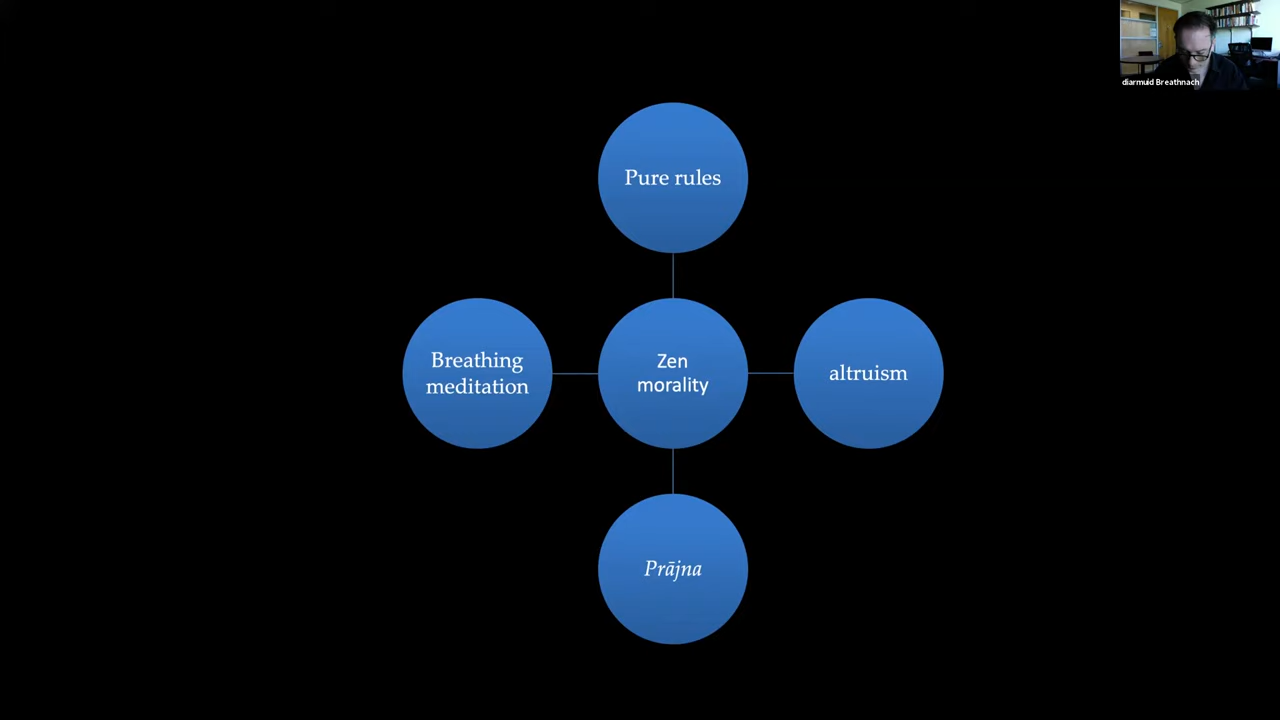 diarmuid Breathnach
Pure rules
Breathing
meditation
Zen
morality
altruism
Prājna